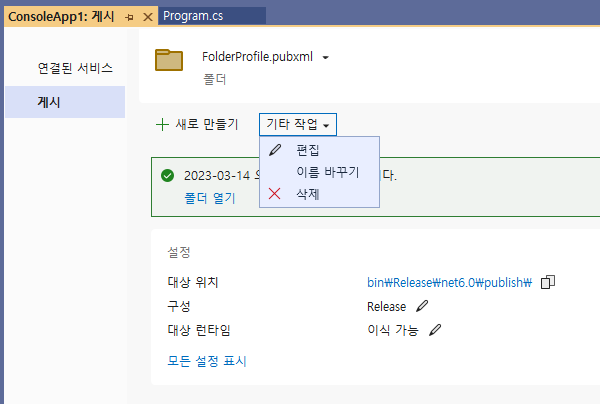 ConsoleApp1: 게시
Program.cs
연결된 서비스
게시
FolderProfile.pubxml
폴더
새로 만들기
기타 작업
편집
이름 바꾸기
삭제
2023-03-14 다.
폴더 열기
설정
대상 위치 bin₩Release₩net6.0₩publish₩
구성 Release
대상 런타임 이식 가능
모든 설정 표시